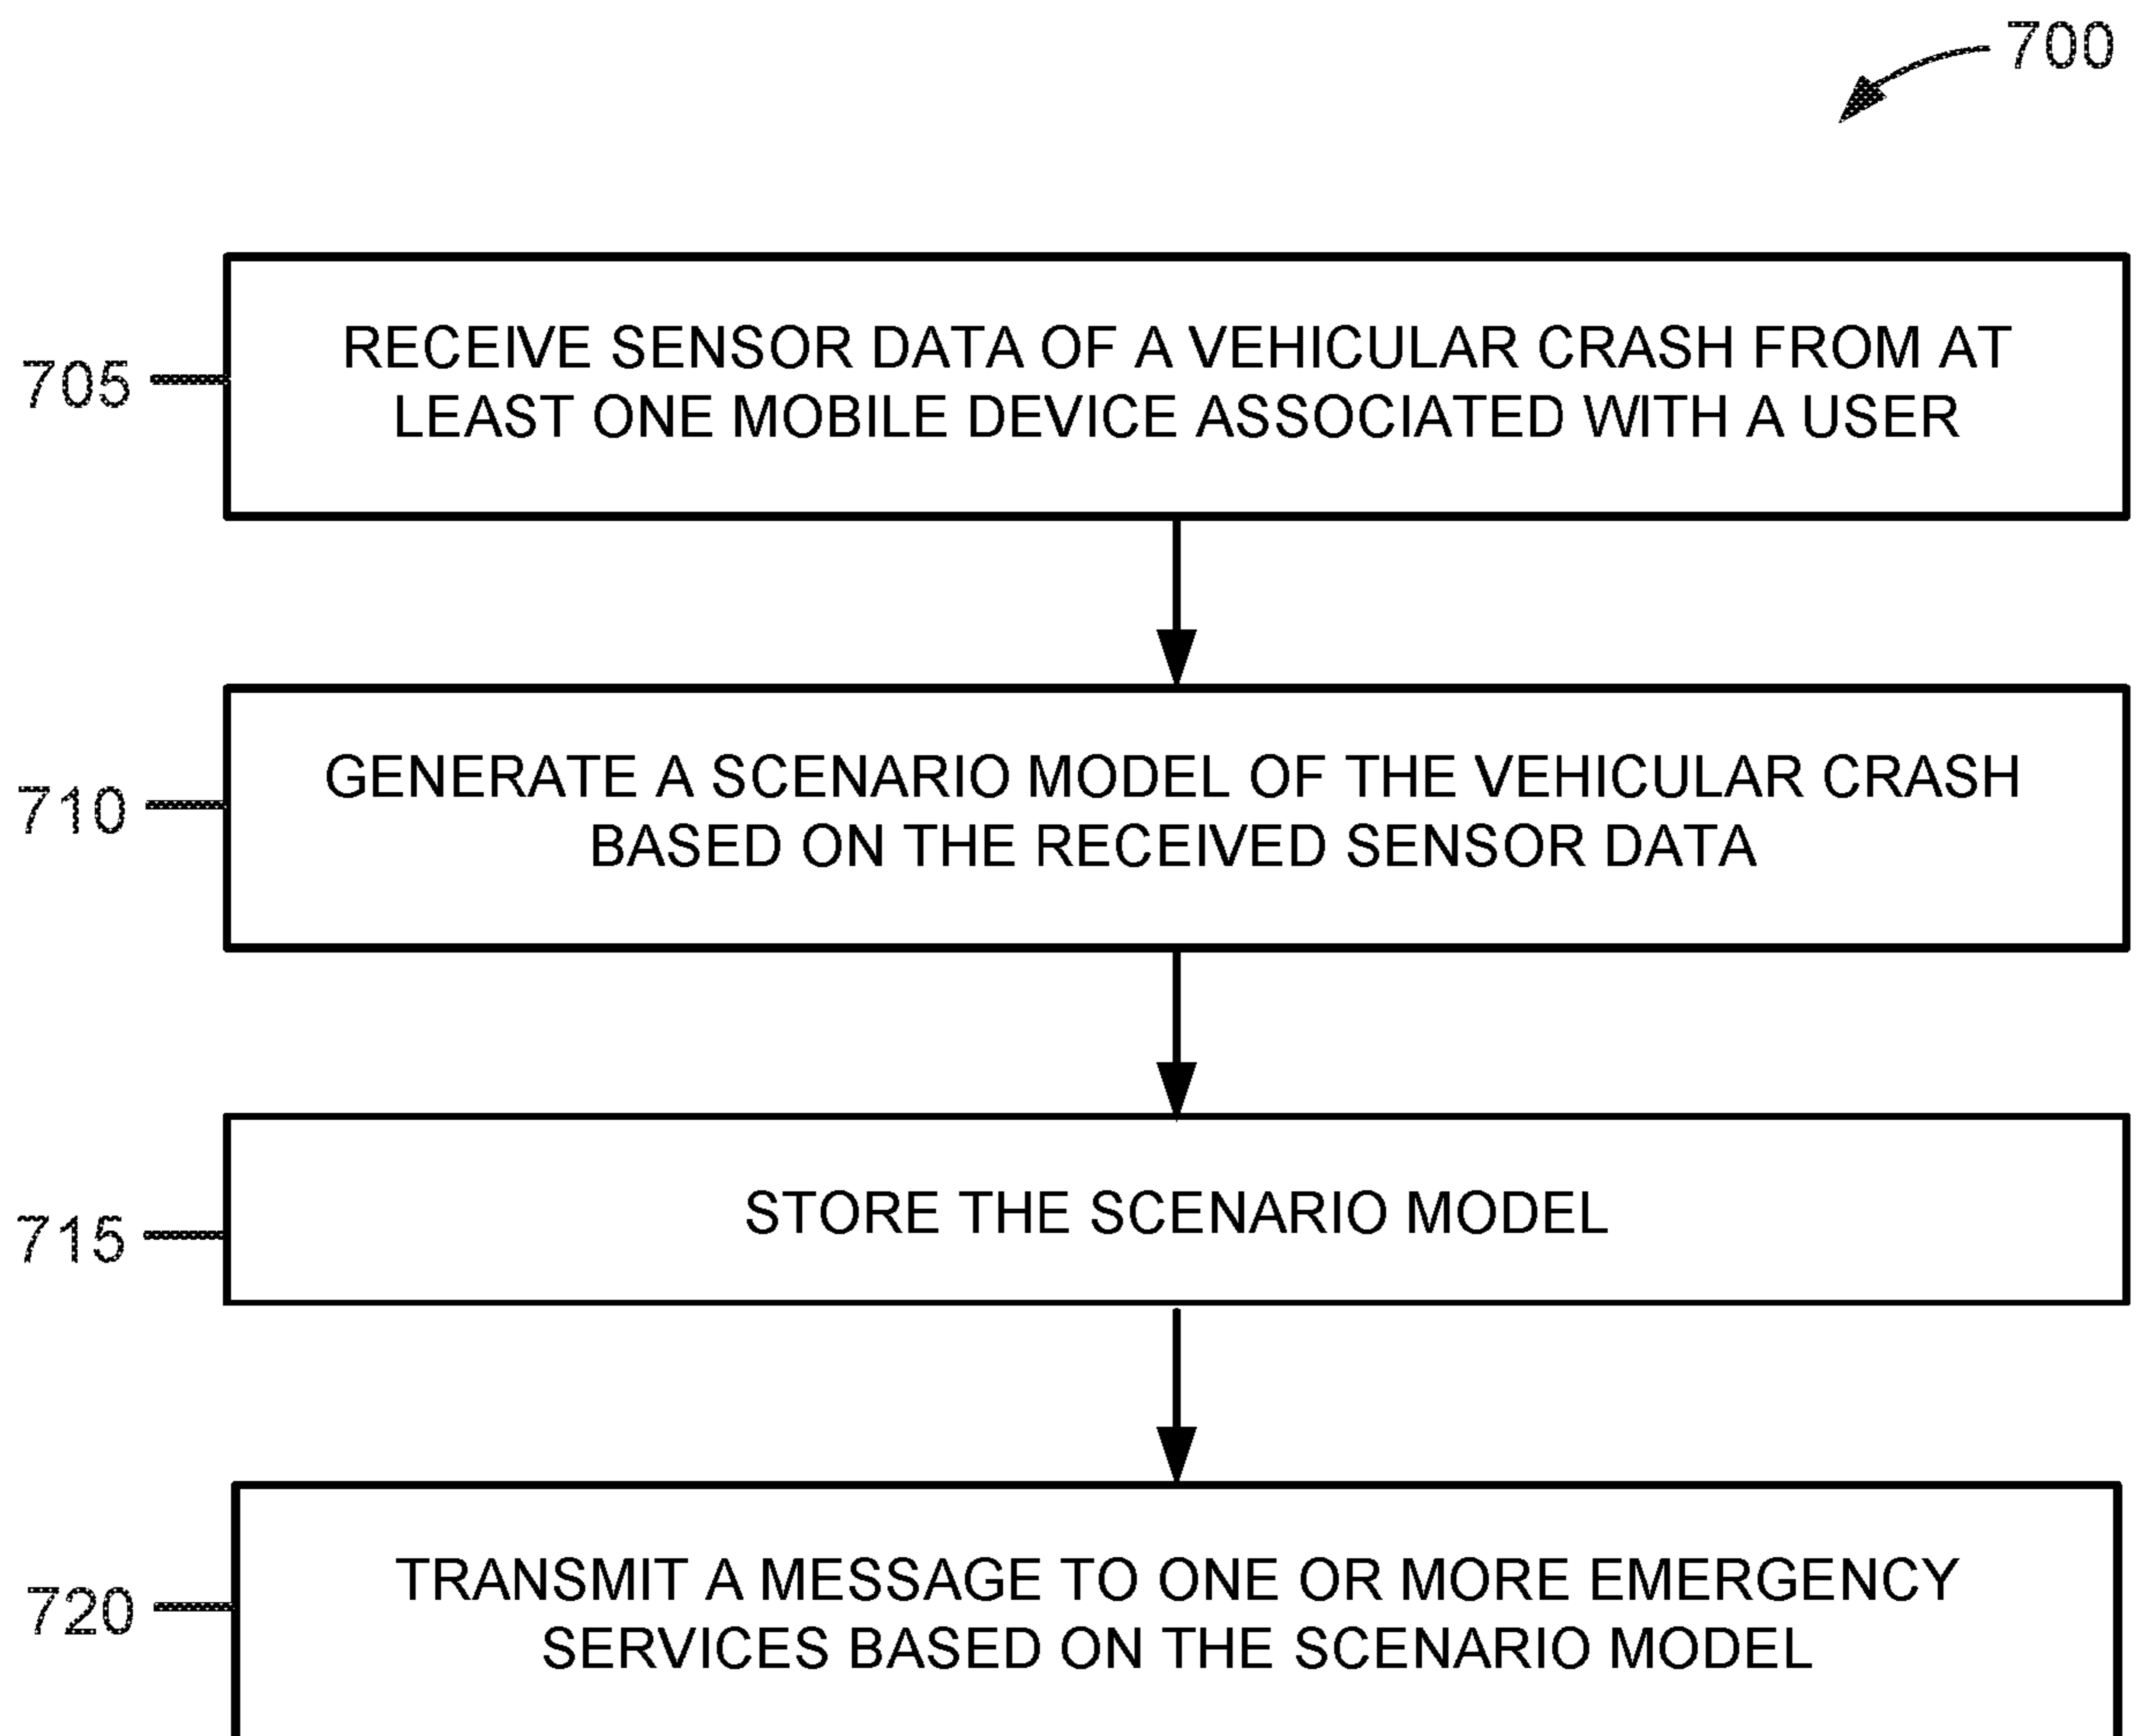 700
705
RECEIVE SENSOR DATA OF A VEHICULAR CRASH FROM AT
LEAST ONE MOBILE DEVICE ASSOCIATED WITH A USER
710
GENERATE A SCENARIO MODEL OF THE VEHICULAR CRASH
BASED ON THE RECEIVED SENSOR DATA
715
STORE THE SCENARIO MODEL
720
TRANSMIT A MESSAGE TO ONE OR MORE EMERGENCY
SERVICES BASED ON THE SCENARIO MODEL